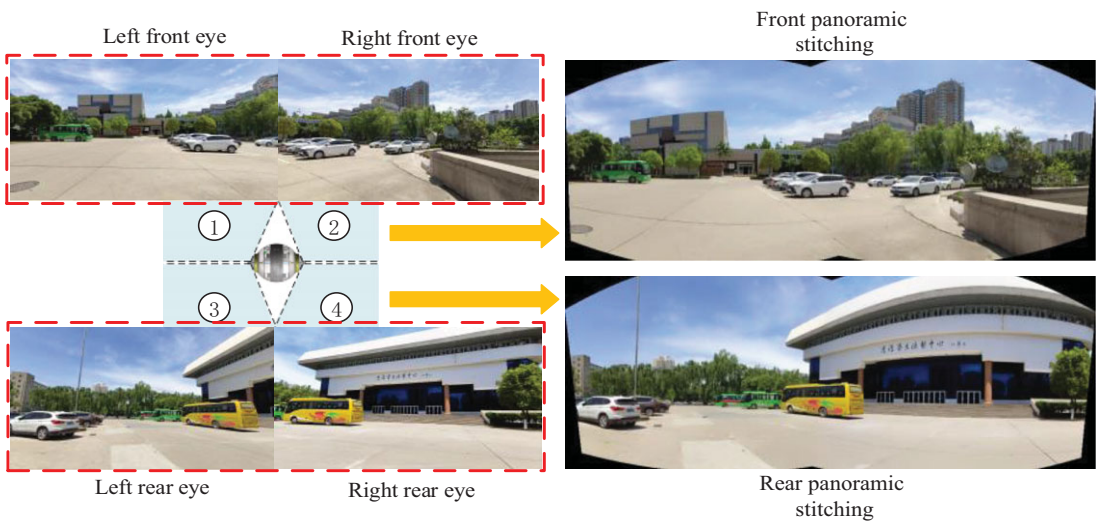 Left front eye
Right front eye
Front panoramic
stitching
①
②
③
④
Left rear eye
Right rear eye
Rear panoramic
stitching